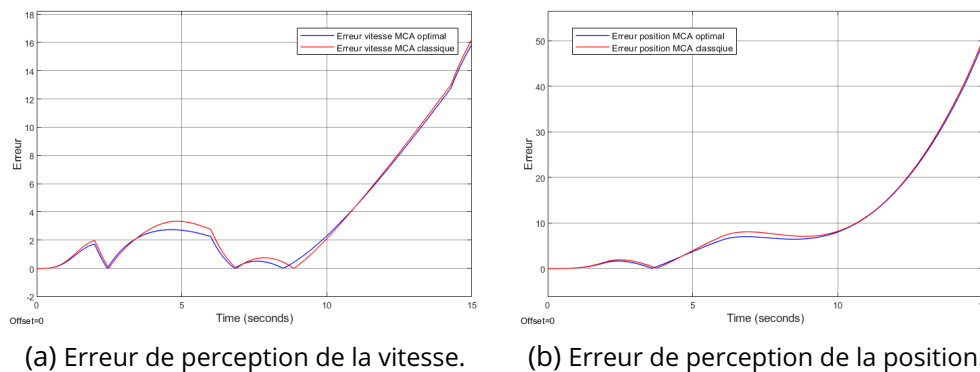 18
16
14
12
10
8
6
4
2
0
-2
Erreur
Erreur vitesse MCA optimal
Erreur vitesse MCA classique
0 5 10 15
Time (seconds)
Offset=0
(a) Erreur de perception de la vitesse.
50
40
30
20
10
0
Erreur
Erreur position MCA optimal
Erreur position MCA classqiue
0 5 10 15
Time (seconds)
Offset=0
(b) Erreur de perception de la position